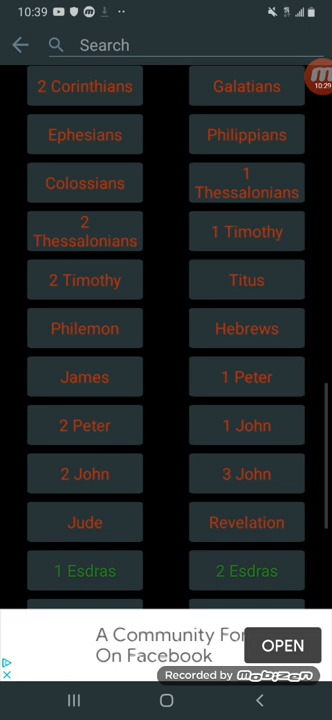 10:39
Search
10:29
2 Corinthians
Galatians
Ephesians
Philippians
Colossians
1
Thessalonians
2
Thessalonians
1 Timothy
2 Timothy
Titus
Philemon
Hebrews
James
1 Peter
2 Peter
1 John
2 John
3 John
Jude
Revelation
1 Esdras
2 Esdras
A Community For
On Facebook
OPEN
Recorded by Mobizen